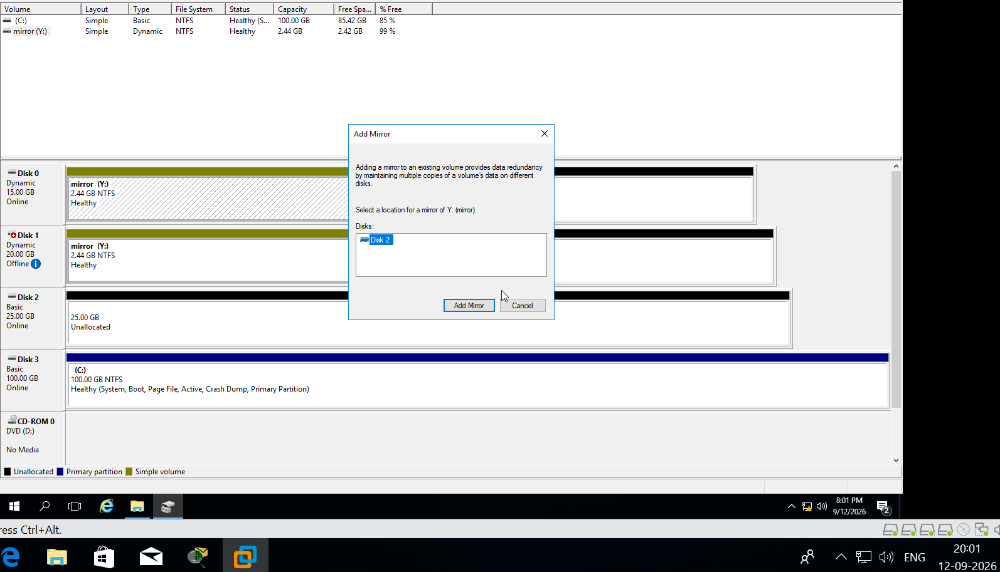 Volume Layout Type File System Status Capacity Free Spa... % Free
(C:) Simple Basic NTFS Healthy (S... 100.00 GB 85.42 GB 85 %
mirror (Y:) Simple Dynamic NTFS Healthy 2.44 GB 2.42 GB 99 %
Disk 0
Dynamic
15.00 GB
Online
mirror (Y:)
2.44 GB NTFS
Healthy
Disk 1
Dynamic
20.00 GB
Offline i
mirror (Y:)
2.44 GB NTFS
Healthy
Disk 2
Basic
25.00 GB
Online
25.00 GB
Unallocated
Disk 3
Basic
100.00 GB
Online
(C:)
100.00 GB NTFS
Healthy (System, Boot, Page File, Active, Crash Dump, Primary Partition)
CD-ROM 0
DVD (D:)
No Media
Unallocated Primary partition Simple volume
Add Mirror
Adding a mirror to an existing volume provides data redundancy
by maintaining multiple copies of a volume's data on different
disks.
Select a location for a mirror of Y: (mirror).
Disks:
Disk 2
Add Mirror Cancel
8:01 PM
9/12/2026
2
ress Ctrl+Alt.
ENG
20:01
12-09-2026